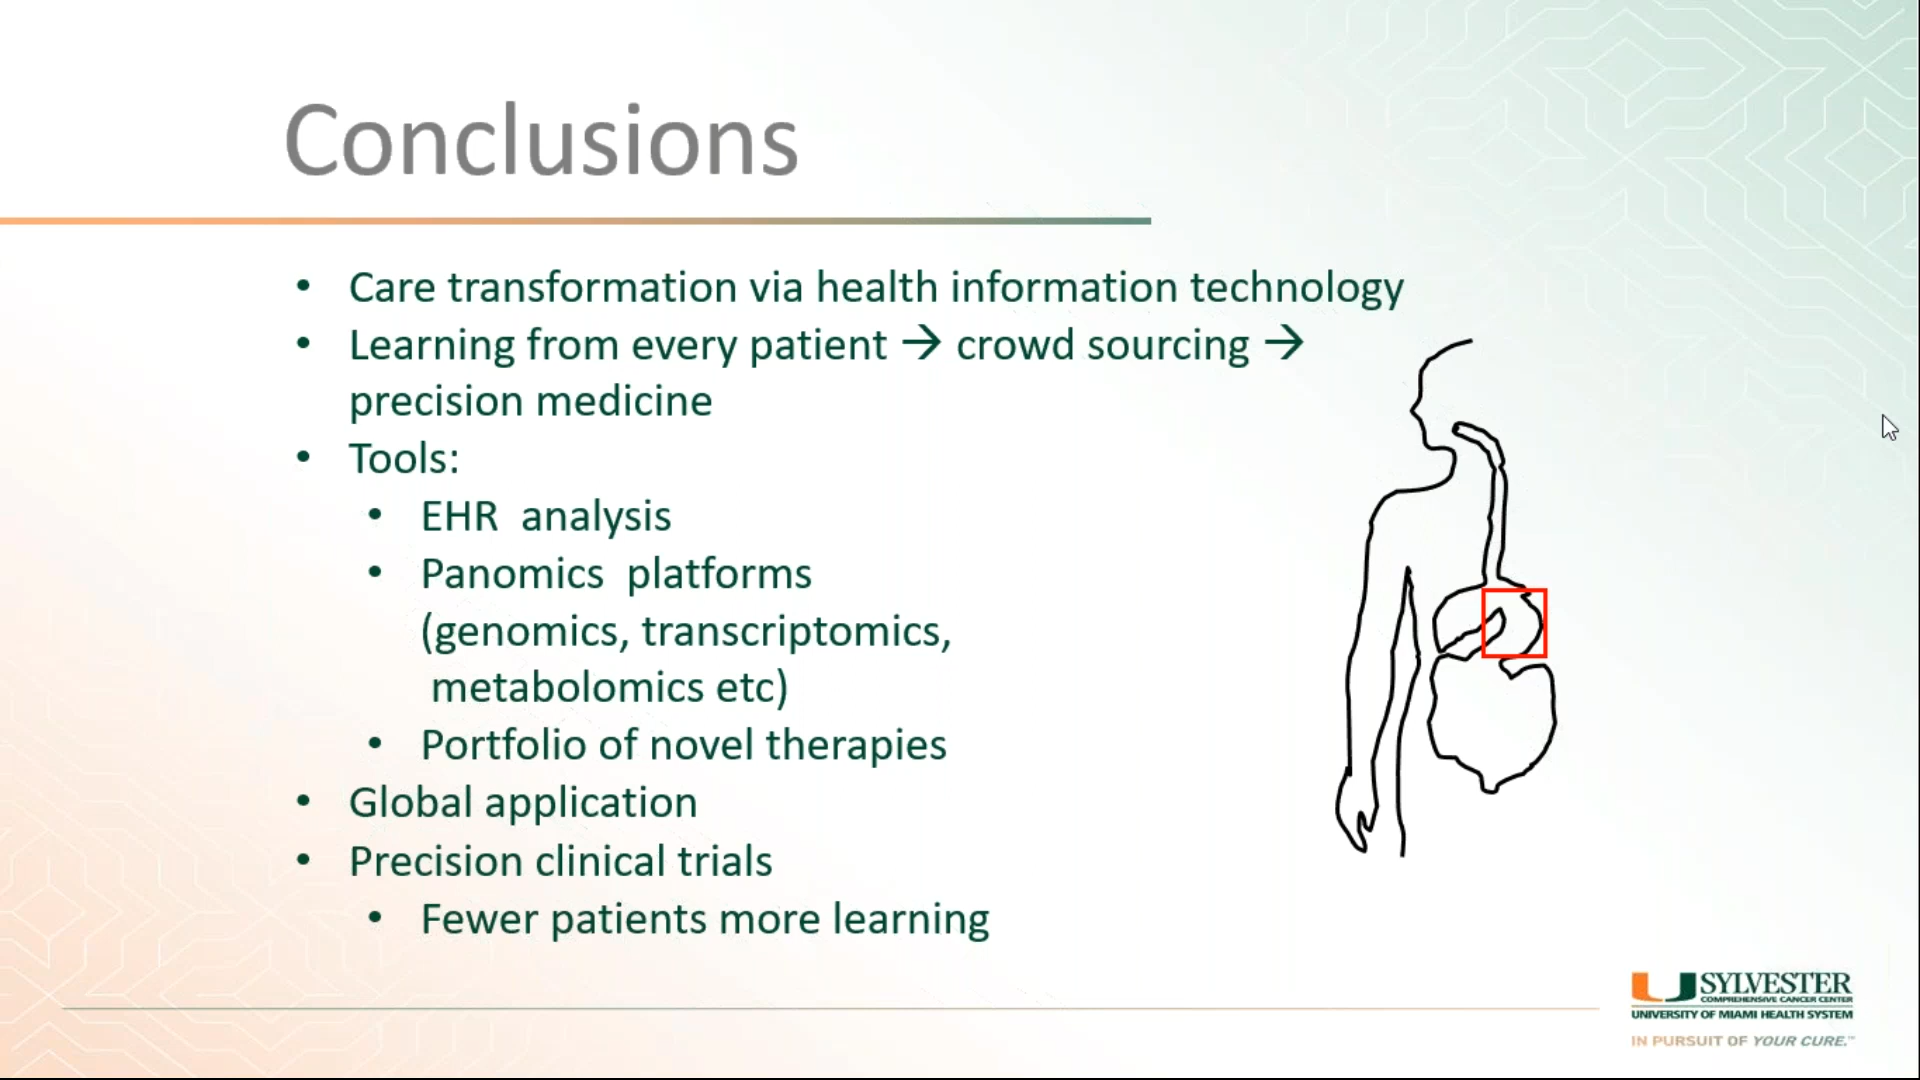 Conclusions
• Care transformation via health information technology
• Learning from every patient → crowd sourcing →
precision medicine
• Tools:
• EHR analysis
• Panomics platforms
(genomics, transcriptomics,
metabolomics etc)
• Portfolio of novel therapies
• Global application
• Precision clinical trials
• Fewer patients more learning
SYLVESTER
COMPREHENSIVE CANCER CENTER
UNIVERSITY OF MIAMI HEALTH SYSTEM
IN PURSUIT OF YOUR CURE.™